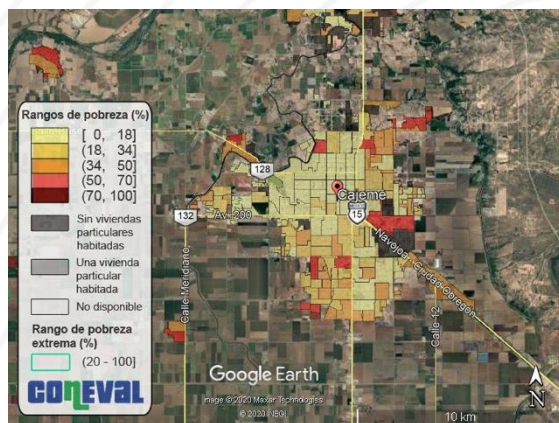 Rangos de pobreza (%)
[ 0, 18]
(18, 34]
(34, 50]
(50, 70]
(70, 100]
Sin viviendas
particulares
habitadas
Una vivienda
particular
habitada
No disponible
Rango de pobreza
extrema (%)
(20 - 100]
CONEVAL
128
132
Av. 200
Cajeme
15
Navojoa - Ciudad Obregon
Calle Meridiano
Calle 12
Google Earth
Image © 2020 Maxar Technologies
© 2020 INEGI
N
10 km